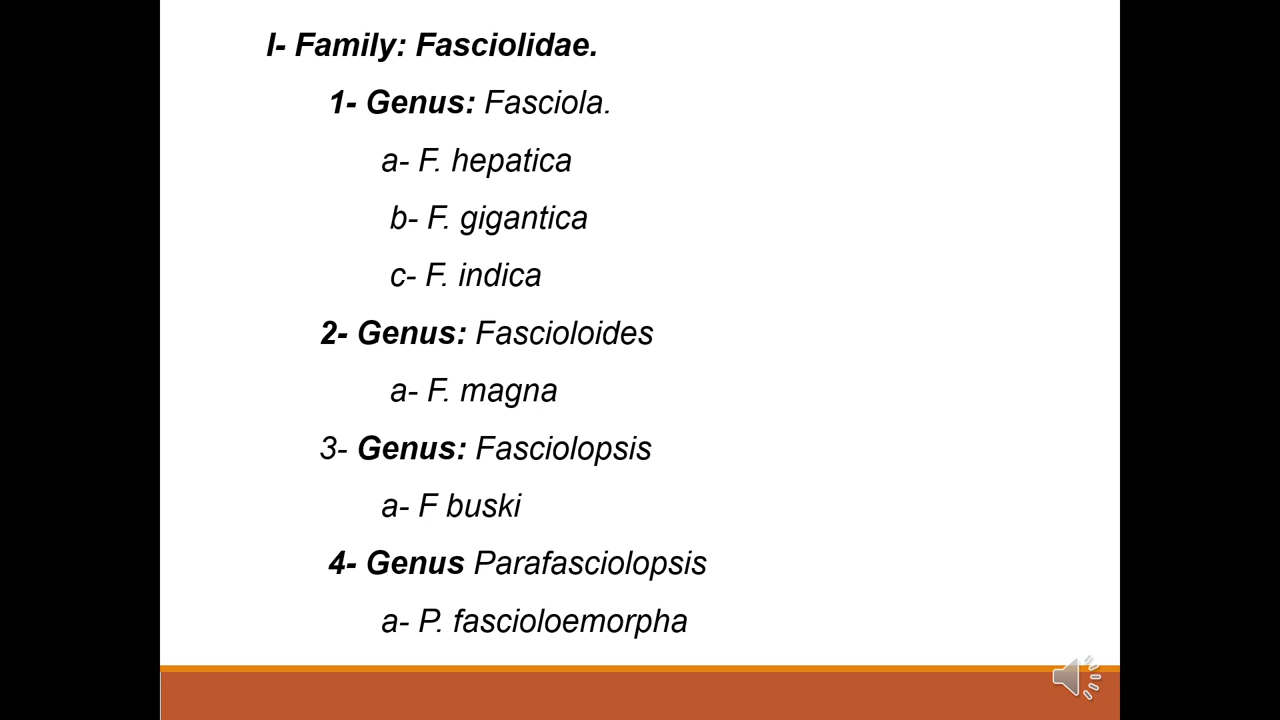 I- Family: Fasciolidae.
1- Genus: Fasciola.
a- F. hepatica
b- F. gigantica
c- F. indica
2- Genus: Fascioloides
a- F. magna
3- Genus: Fasciolopsis
a- F buski
4- Genus Parafasciolopsis
a- P. fascioloemorpha